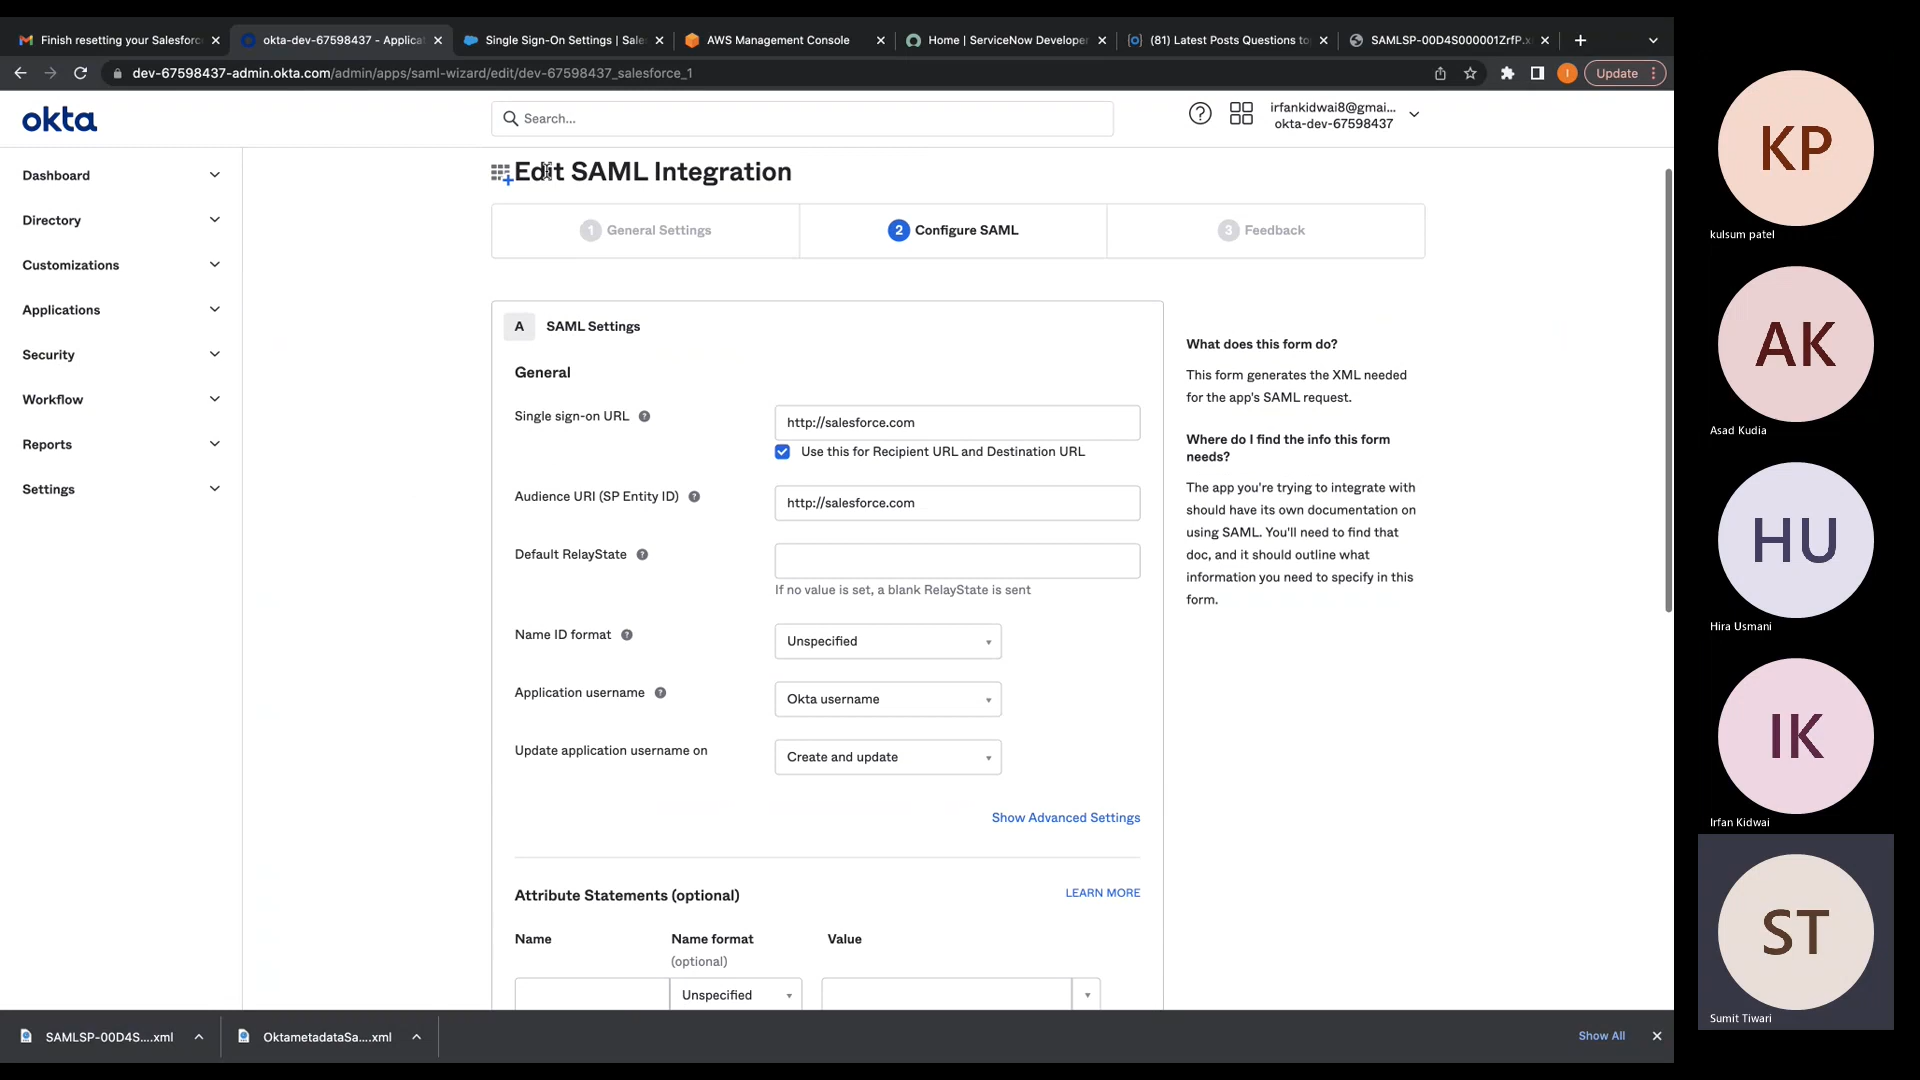 Finish resetting your Salesforc
okta-dev-67598437 - Applica
Single Sign-On Settings | Sale
AWS Management Console
Home | ServiceNow Develope
(81) Latest Posts Questions to
SAMLSP-00D4S000001ZrfP.x
dev-67598437-admin.okta.com/admin/apps/saml-wizard/edit/dev-67598437_salesforce_1
I
Update
okta
Search...
irfankidwai8@gmai...
okta-dev-67598437
Dashboard
Directory
Customizations
Applications
Security
Workflow
Reports
Settings
Edit SAML Integration
1 General Settings
2 Configure SAML
3 Feedback
A SAML Settings
General
Single sign-on URL
http://salesforce.com
Use this for Recipient URL and Destination URL
Audience URI (SP Entity ID)
http://salesforce.com
Default RelayState
If no value is set, a blank RelayState is sent
Name ID format
Unspecified
Application username
Okta username
Update application username on
Create and update
Show Advanced Settings
Attribute Statements (optional)
LEARN MORE
Name
Name format
(optional)
Value
Unspecified
What does this form do?
This form generates the XML needed
for the app's SAML request.
Where do I find the info this form
needs?
The app you're trying to integrate with
should have its own documentation on
using SAML. You'll need to find that
doc, and it should outline what
information you need to specify in this
form.
SAMLSP-00D4S....xml
OktametadataSa....xml
Show All
KP
kulsum patel
AK
Asad Kudia
HU
Hira Usmani
IK
Irfan Kidwai
ST
Sumit Tiwari